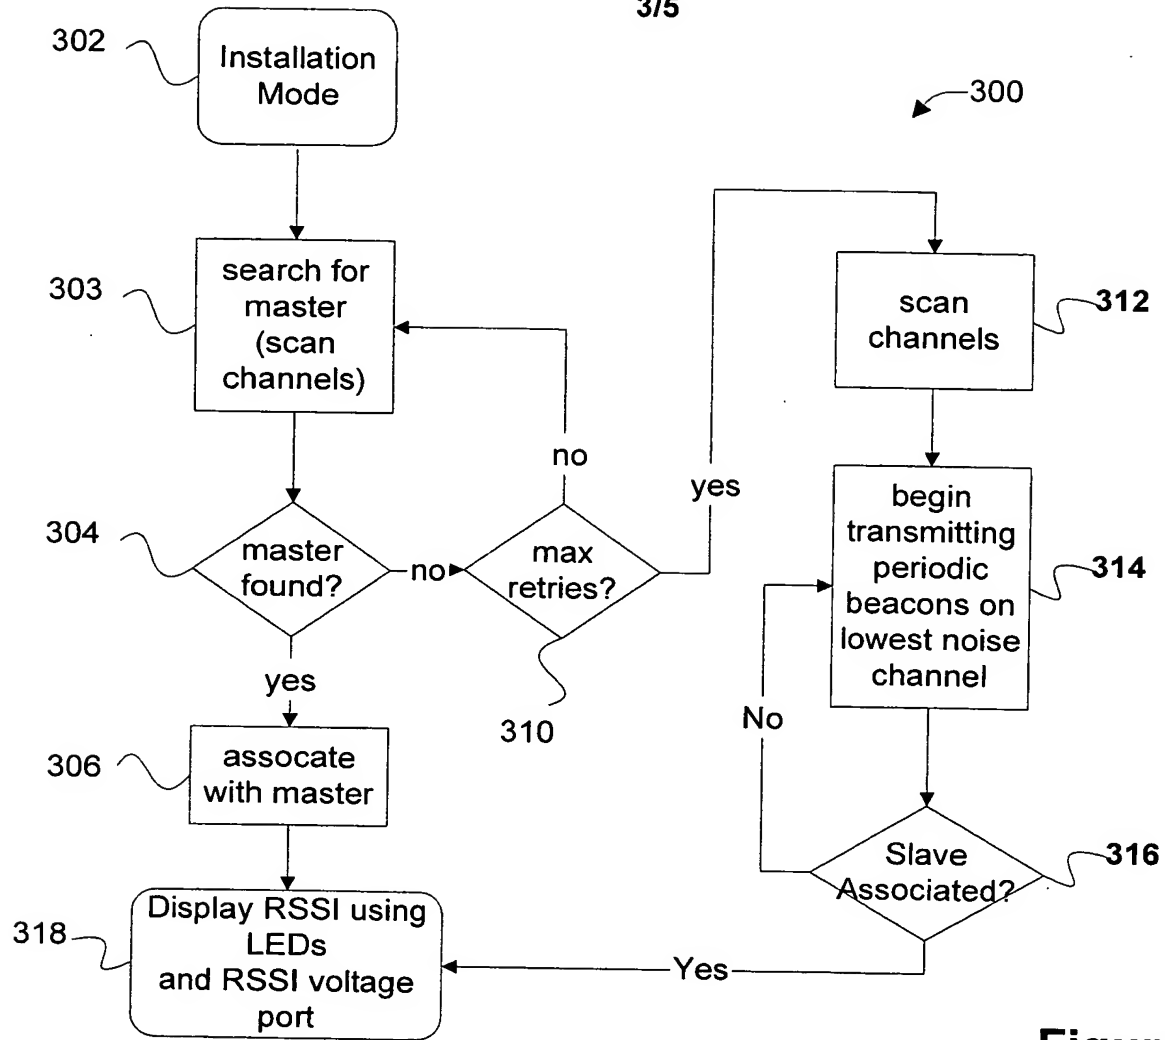 3/5
302
Installation
Mode
300
303
search for
master
(scan
channels)
304
master
found?
no
max
retries?
310
no
yes
yes
306
assocate
with master
318
Display RSSI using
LEDs
and RSSI voltage
port
scan
channels
312
begin
transmitting
periodic
beacons on
lowest noise
channel
314
No
Slave
Associated?
316
Yes